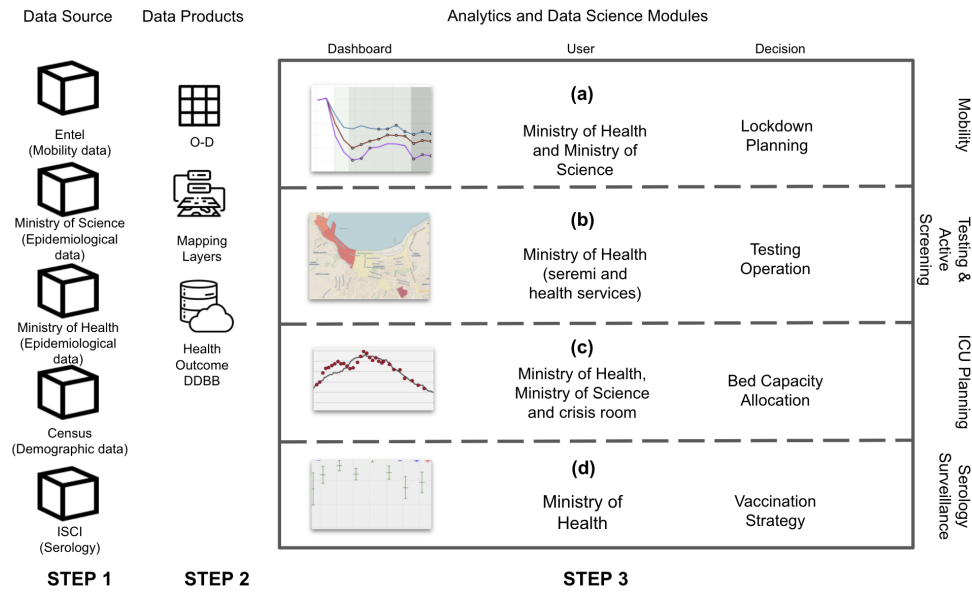 Data Source
Data Products
Analytics and Data Science Modules
Dashboard
User
Decision
Entel
(Mobility data)
Ministry of Science
(Epidemiological
data)
Ministry of Health
(Epidemiological
data)
Census
(Demographic data)
ISCI
(Serology)
O-D
Mapping
Layers
Health
Outcome
DDBB
(a)
Ministry of Health
and Ministry of
Science
Lockdown
Planning
Mobility
(b)
Ministry of Health
(seremi and
health services)
Testing
Operation
Testing &
Active
Screening
(c)
Ministry of Health,
Ministry of Science
and crisis room
Bed Capacity
Allocation
ICU Planning
(d)
Ministry of
Health
Vaccination
Strategy
Serology
Surveillance
STEP 1
STEP 2
STEP 3